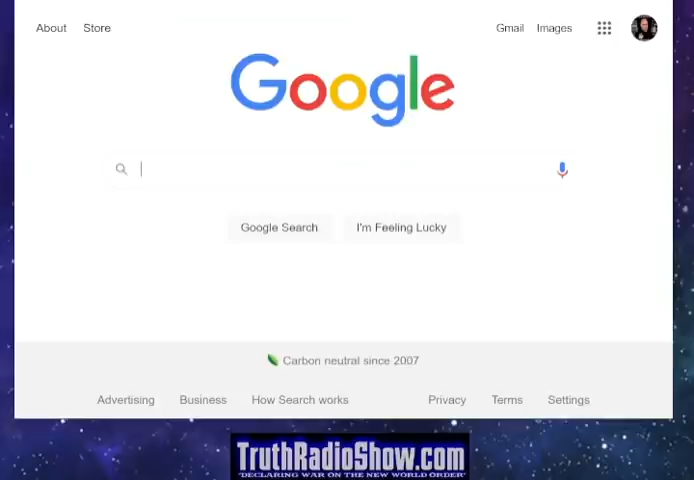 About Store Gmail Images
Google
Google Search I'm Feeling Lucky
Carbon neutral since 2007
Advertising Business How Search works Privacy Terms Settings
TruthRadioShow.com
"DECLARING WAR ON THE NEW WORLD ORDER"